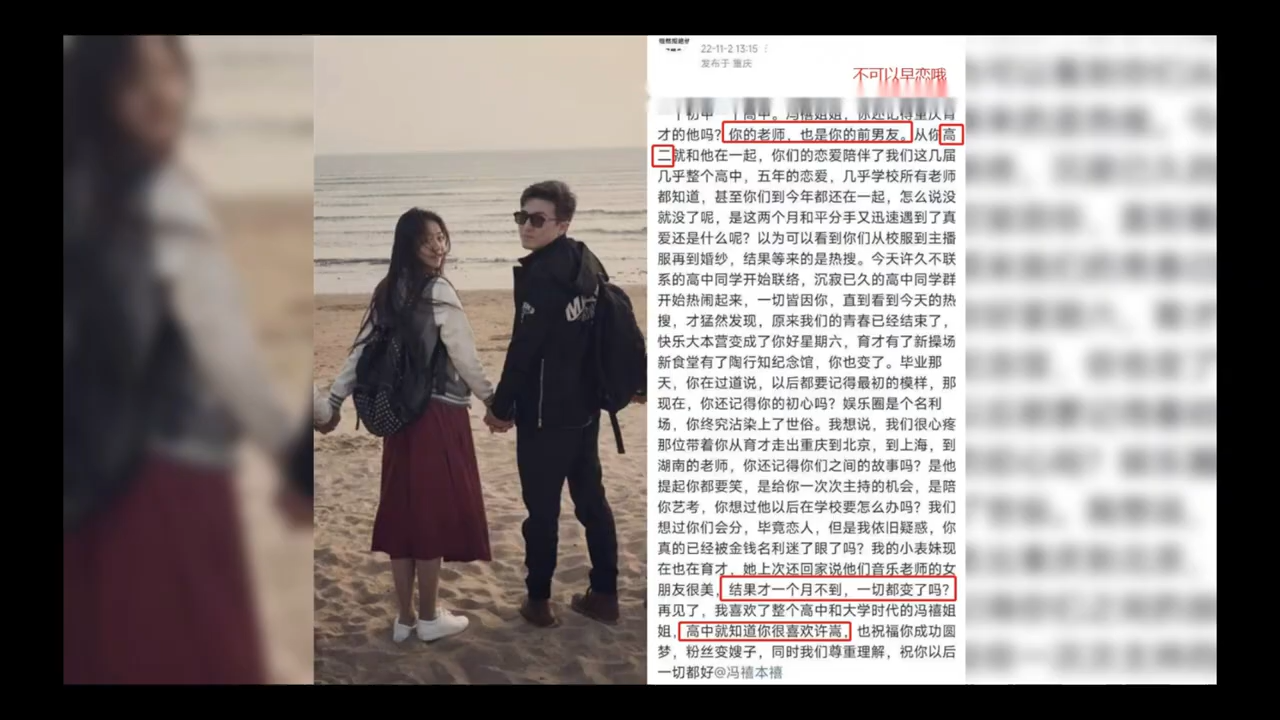 22-11-2 13:15
发布于 重庆
不可以早恋哦
一个初中一个高中。冯禧姐姐，你还记得重庆育
才的他吗？你的老师，也是你的前男友。从你高
二就和他在一起，你们的恋爱陪伴了我们这几届
几乎整个高中，五年的恋爱，几乎学校所有老师
都知道，甚至你们到今年都还在一起，怎么说没
就没了呢，是这两个月和平分手又迅速遇到了真
爱还是什么呢？以为可以看到你们从校服到主播
服再到婚纱，结果等来的是热搜。今天许久不联
系的高中同学开始联络，沉寂已久的高中同学群
开始热闹起来，一切皆因你，直到看到今天的热
搜，才猛然发现，原来我们的青春已经结束了，
快乐大本营变成了你好星期六，育才有了新操场
新食堂有了陶行知纪念馆，你也变了。毕业那
天，你在过道说，以后都要记得最初的模样，那
现在，你还记得你的初心吗？娱乐圈是个名利
场，你终究沾染上了世俗。我想说，我们很心疼
那位带着你从育才走出重庆到北京，到上海，到
湖南的老师，你还记得你们之间的故事吗？是他
提起你都要笑，是给你一次次主持的机会，是陪
你艺考，你想过他以后在学校要怎么办吗？我们
想过你们会分，毕竟恋人，但是我依旧疑惑，你
真的已经被金钱名利迷了眼了吗？我的小表妹现
在也在育才，她上次还回家说他们音乐老师的女
朋友很美，结果才一个月不到，一切都变了吗？
再见了，我喜欢了整个高中和大学时代的冯禧姐
姐，高中就知道你很喜欢许嵩，也祝福你成功圆
梦，粉丝变嫂子，同时我们尊重理解，祝你以后
一切都好@冯禧本禧